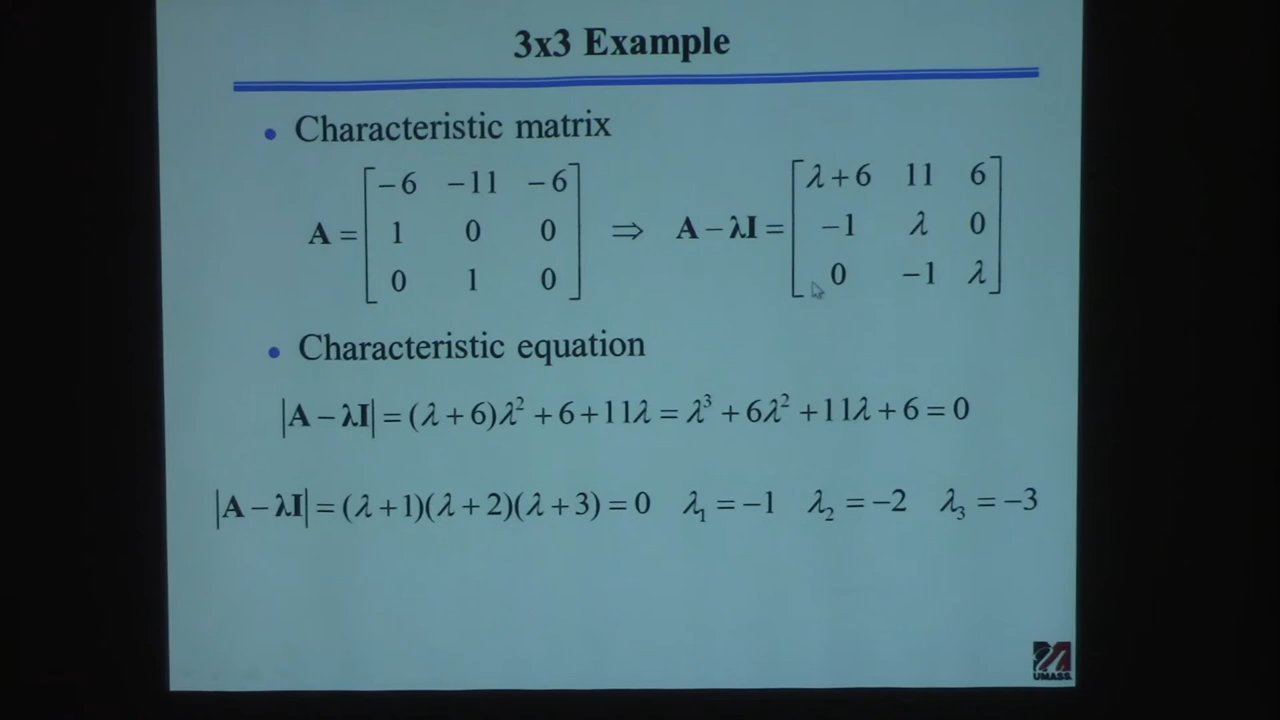 3x3 Example
• Characteristic matrix
A = [ -6 -11 -6 ; 1 0 0 ; 0 1 0 ] ⇒ A − λI = [ λ+6 11 6 ; -1 λ 0 ; 0 -1 λ ]
• Characteristic equation
|A − λI| = (λ + 6)λ² + 6 + 11λ = λ³ + 6λ² + 11λ + 6 = 0
|A − λI| = (λ + 1)(λ + 2)(λ + 3) = 0 λ₁ = −1 λ₂ = −2 λ₃ = −3
UMASS